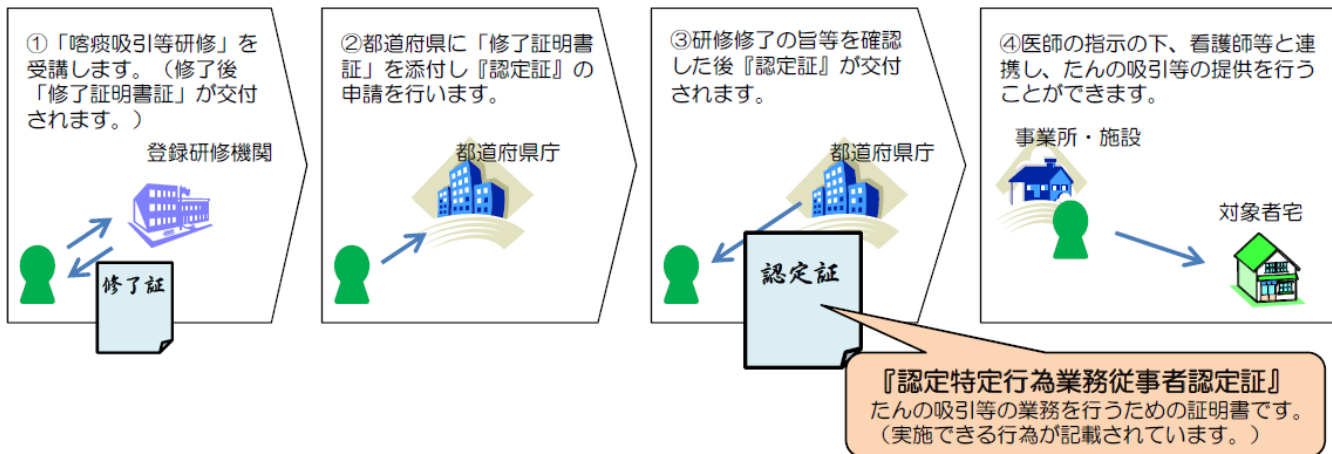 ①「喀痰吸引等研修」を
受講します。（修了後
「修了証明書証」が交付
されます。）
登録研修機関
修了証
②都道府県に「修了証明書
証」を添付し『認定証』の
申請を行います。
都道府県庁
③研修修了の旨等を確認
した後『認定証』が交付
されます。
都道府県庁
認定証
④医師の指示の下、看護師等と連
携し、たんの吸引等の提供を行う
ことができます。
事業所・施設
対象者宅
『認定特定行為業務従事者認定証』
たんの吸引等の業務を行うための証明書です。
（実施できる行為が記載されています。）